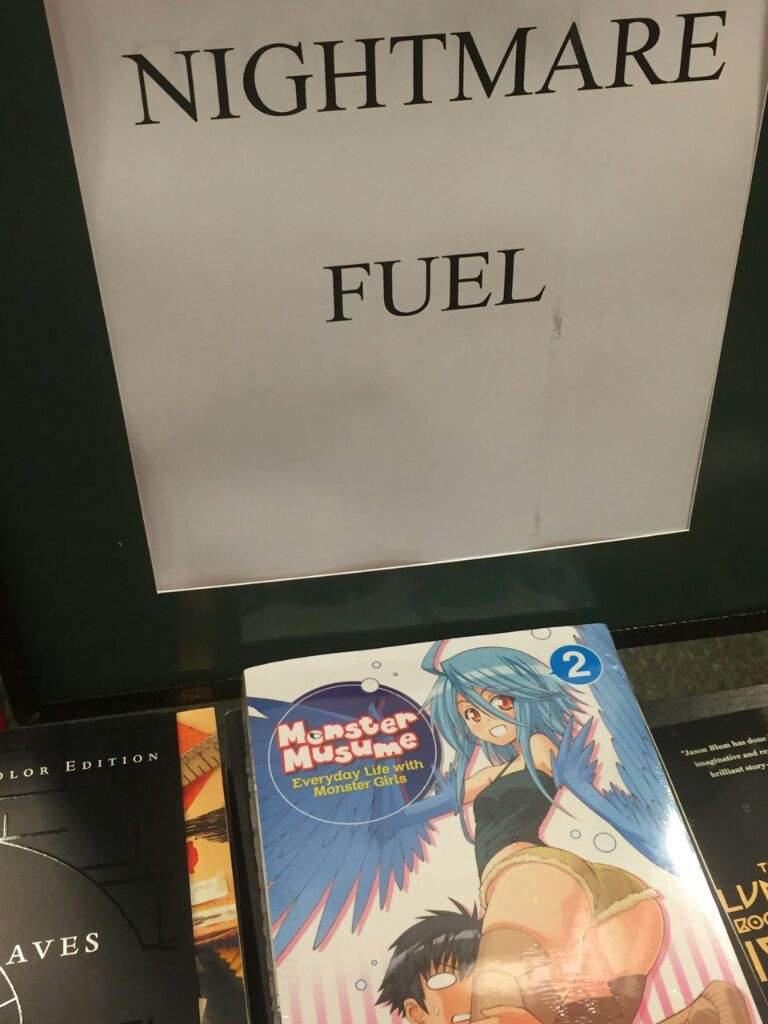 NIGHTMARE
FUEL
2
Monster
Musume
Everyday Life with
Monster Girls
OLOR EDITION
AVES
"Jason Blum has done
imaginative and
brilliant story-